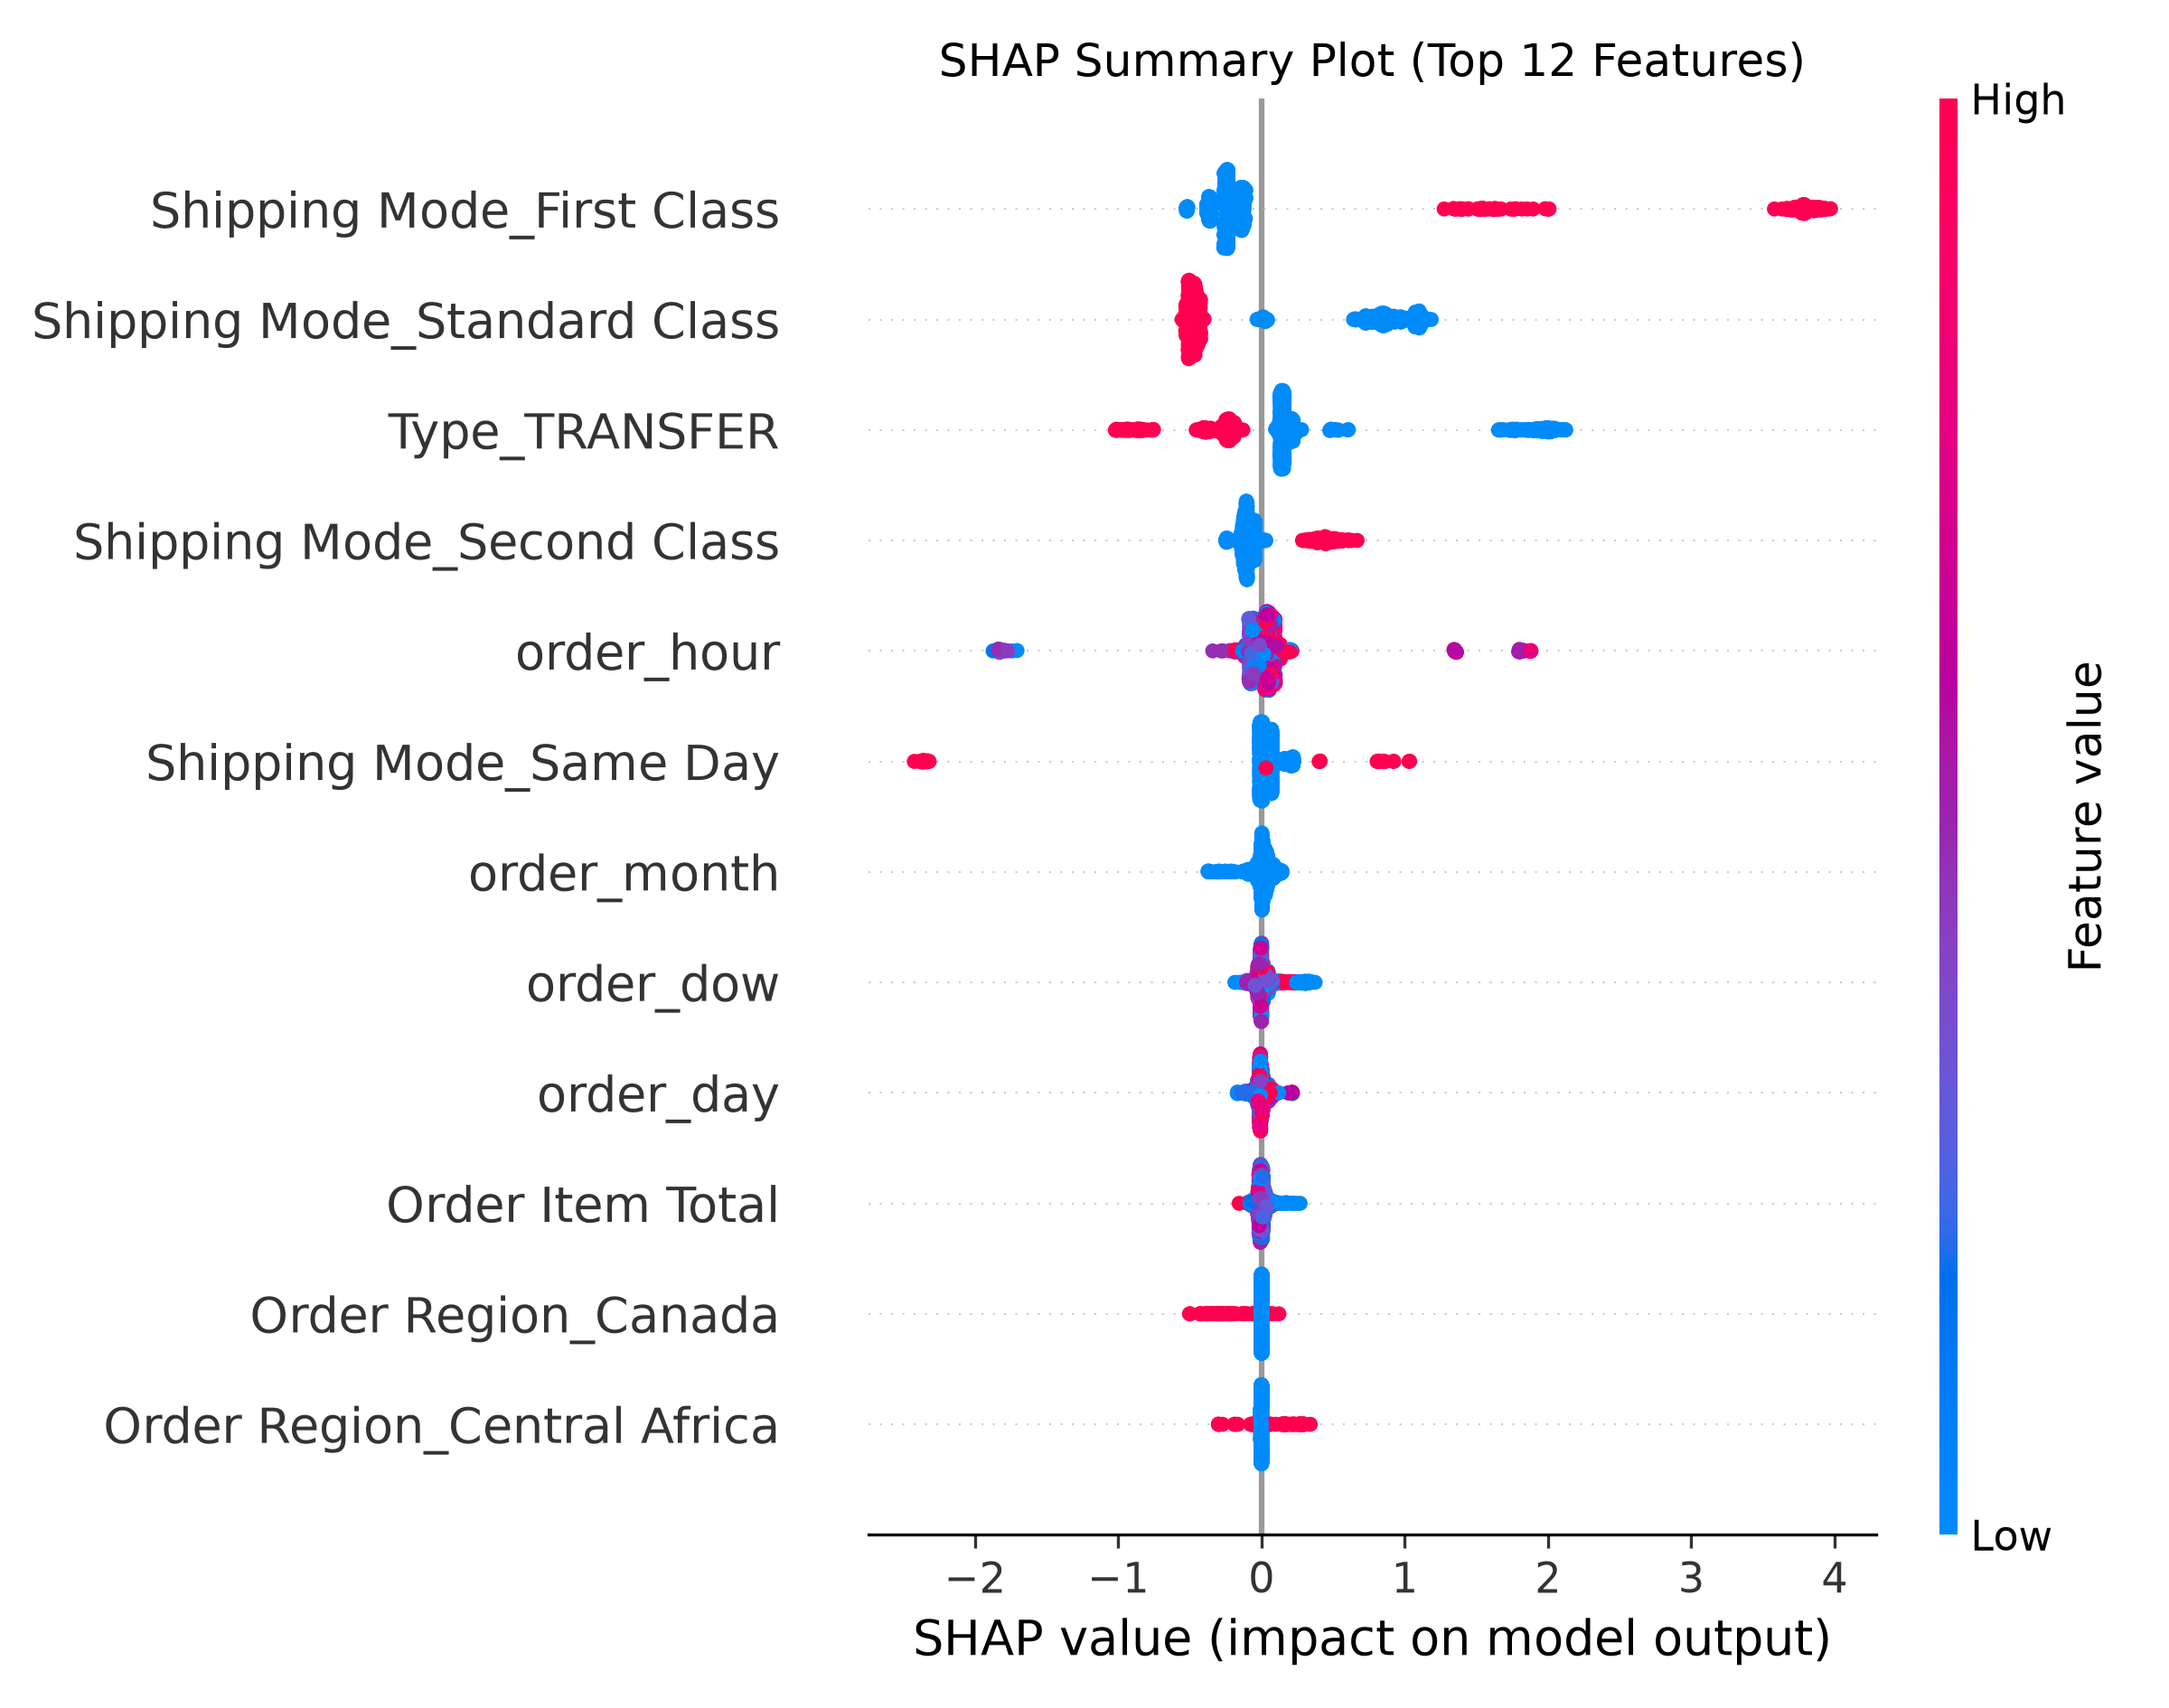 SHAP Summary Plot (Top 12 Features)
High
Shipping Mode_First Class
Shipping Mode_Standard Class
Type_TRANSFER
Shipping Mode_Second Class
order_hour
Shipping Mode_Same Day
order_month
order_dow
order_day
Order Item Total
Order Region_Canada
Order Region_Central Africa
Feature value
Low
−2 −1 0 1 2 3 4
SHAP value (impact on model output)